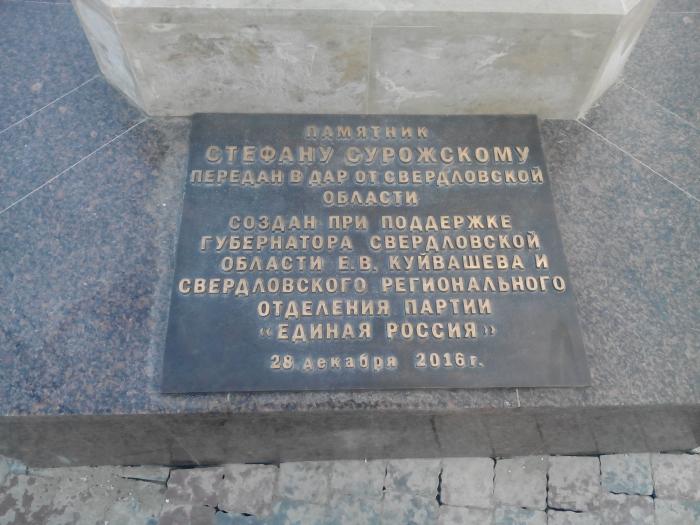 ПАМЯТНИК
СТЕФАНУ СУРОЖСКОМУ
ПЕРЕДАН В ДАР ОТ СВЕРДЛОВСКОЙ
ОБЛАСТИ
СОЗДАН ПРИ ПОДДЕРЖКЕ
ГУБЕРНАТОРА СВЕРДЛОВСКОЙ
ОБЛАСТИ Е.В. КУЙВАШЕВА И
СВЕРДЛОВСКОГО РЕГИОНАЛЬНОГО
ОТДЕЛЕНИЯ ПАРТИИ
«ЕДИНАЯ РОССИЯ»
28 декабря 2016г.